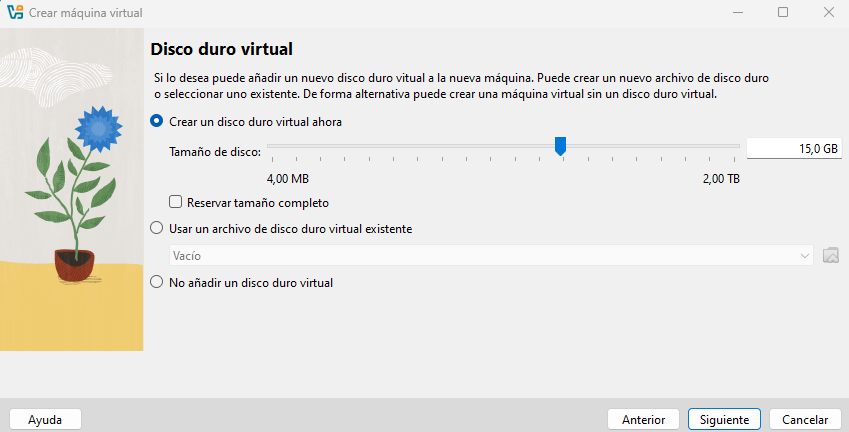 Crear máquina virtual
Disco duro virtual
Si lo desea puede añadir un nuevo disco duro vitual a la nueva máquina. Puede crear un nuevo archivo de disco duro
o seleccionar uno existente. De forma alternativa puede crear una máquina virtual sin un disco duro virtual.
Crear un disco duro virtual ahora
Tamaño de disco:
15,0 GB
4,00 MB
2,00 TB
Reservar tamaño completo
Usar un archivo de disco duro virtual existente
Vacío
No añadir un disco duro virtual
Ayuda
Anterior
Siguiente
Cancelar